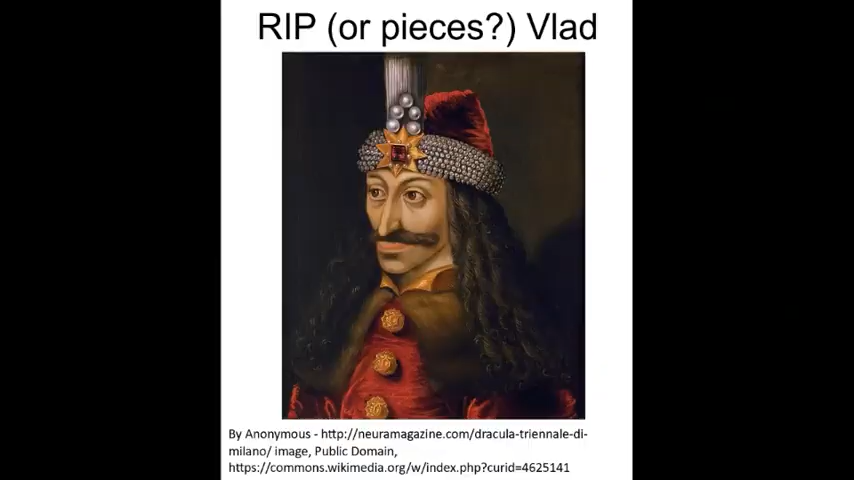 RIP (or pieces?) Vlad
By Anonymous - http://neuramagazine.com/dracula-triennale-di-
milano/ image, Public Domain,
https://commons.wikimedia.org/w/index.php?curid=4625141